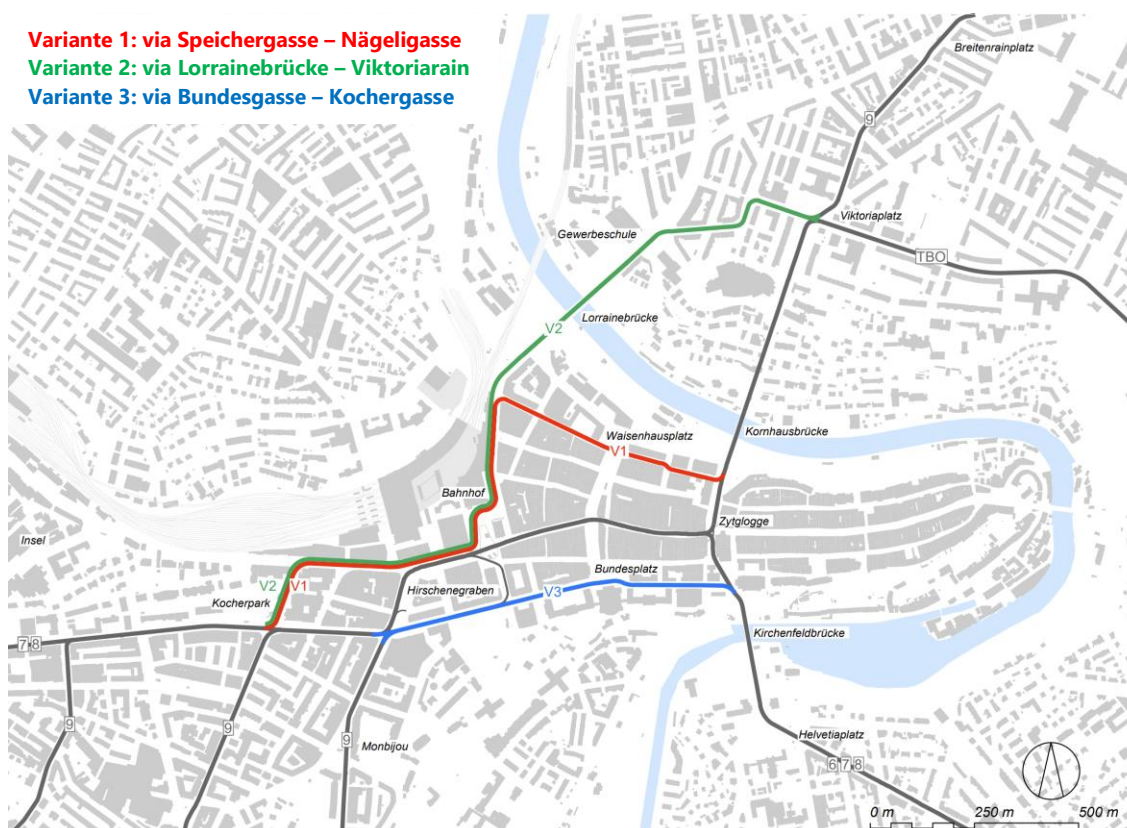 Variante 1: via Speichergasse – Nägeligasse
Variante 2: via Lorrainebrücke – Viktoriarain
Variante 3: via Bundesgasse – Kochergasse
Breitenrainplatz
9
Viktoriaplatz
Gewerbeschule
TBO
Lorrainebrücke
V2
Kornhausbrücke
Waisenhausplatz
V1
Bahnhof
Zytglogge
Insel
Bundesplatz
V2
V1
Hirschenegraben
V3
Kocherpark
Kirchenfeldbrücke
7 8
9
9
9
Monbijou
Helvetiaplatz
6 7 8
0 m
250 m
500 m